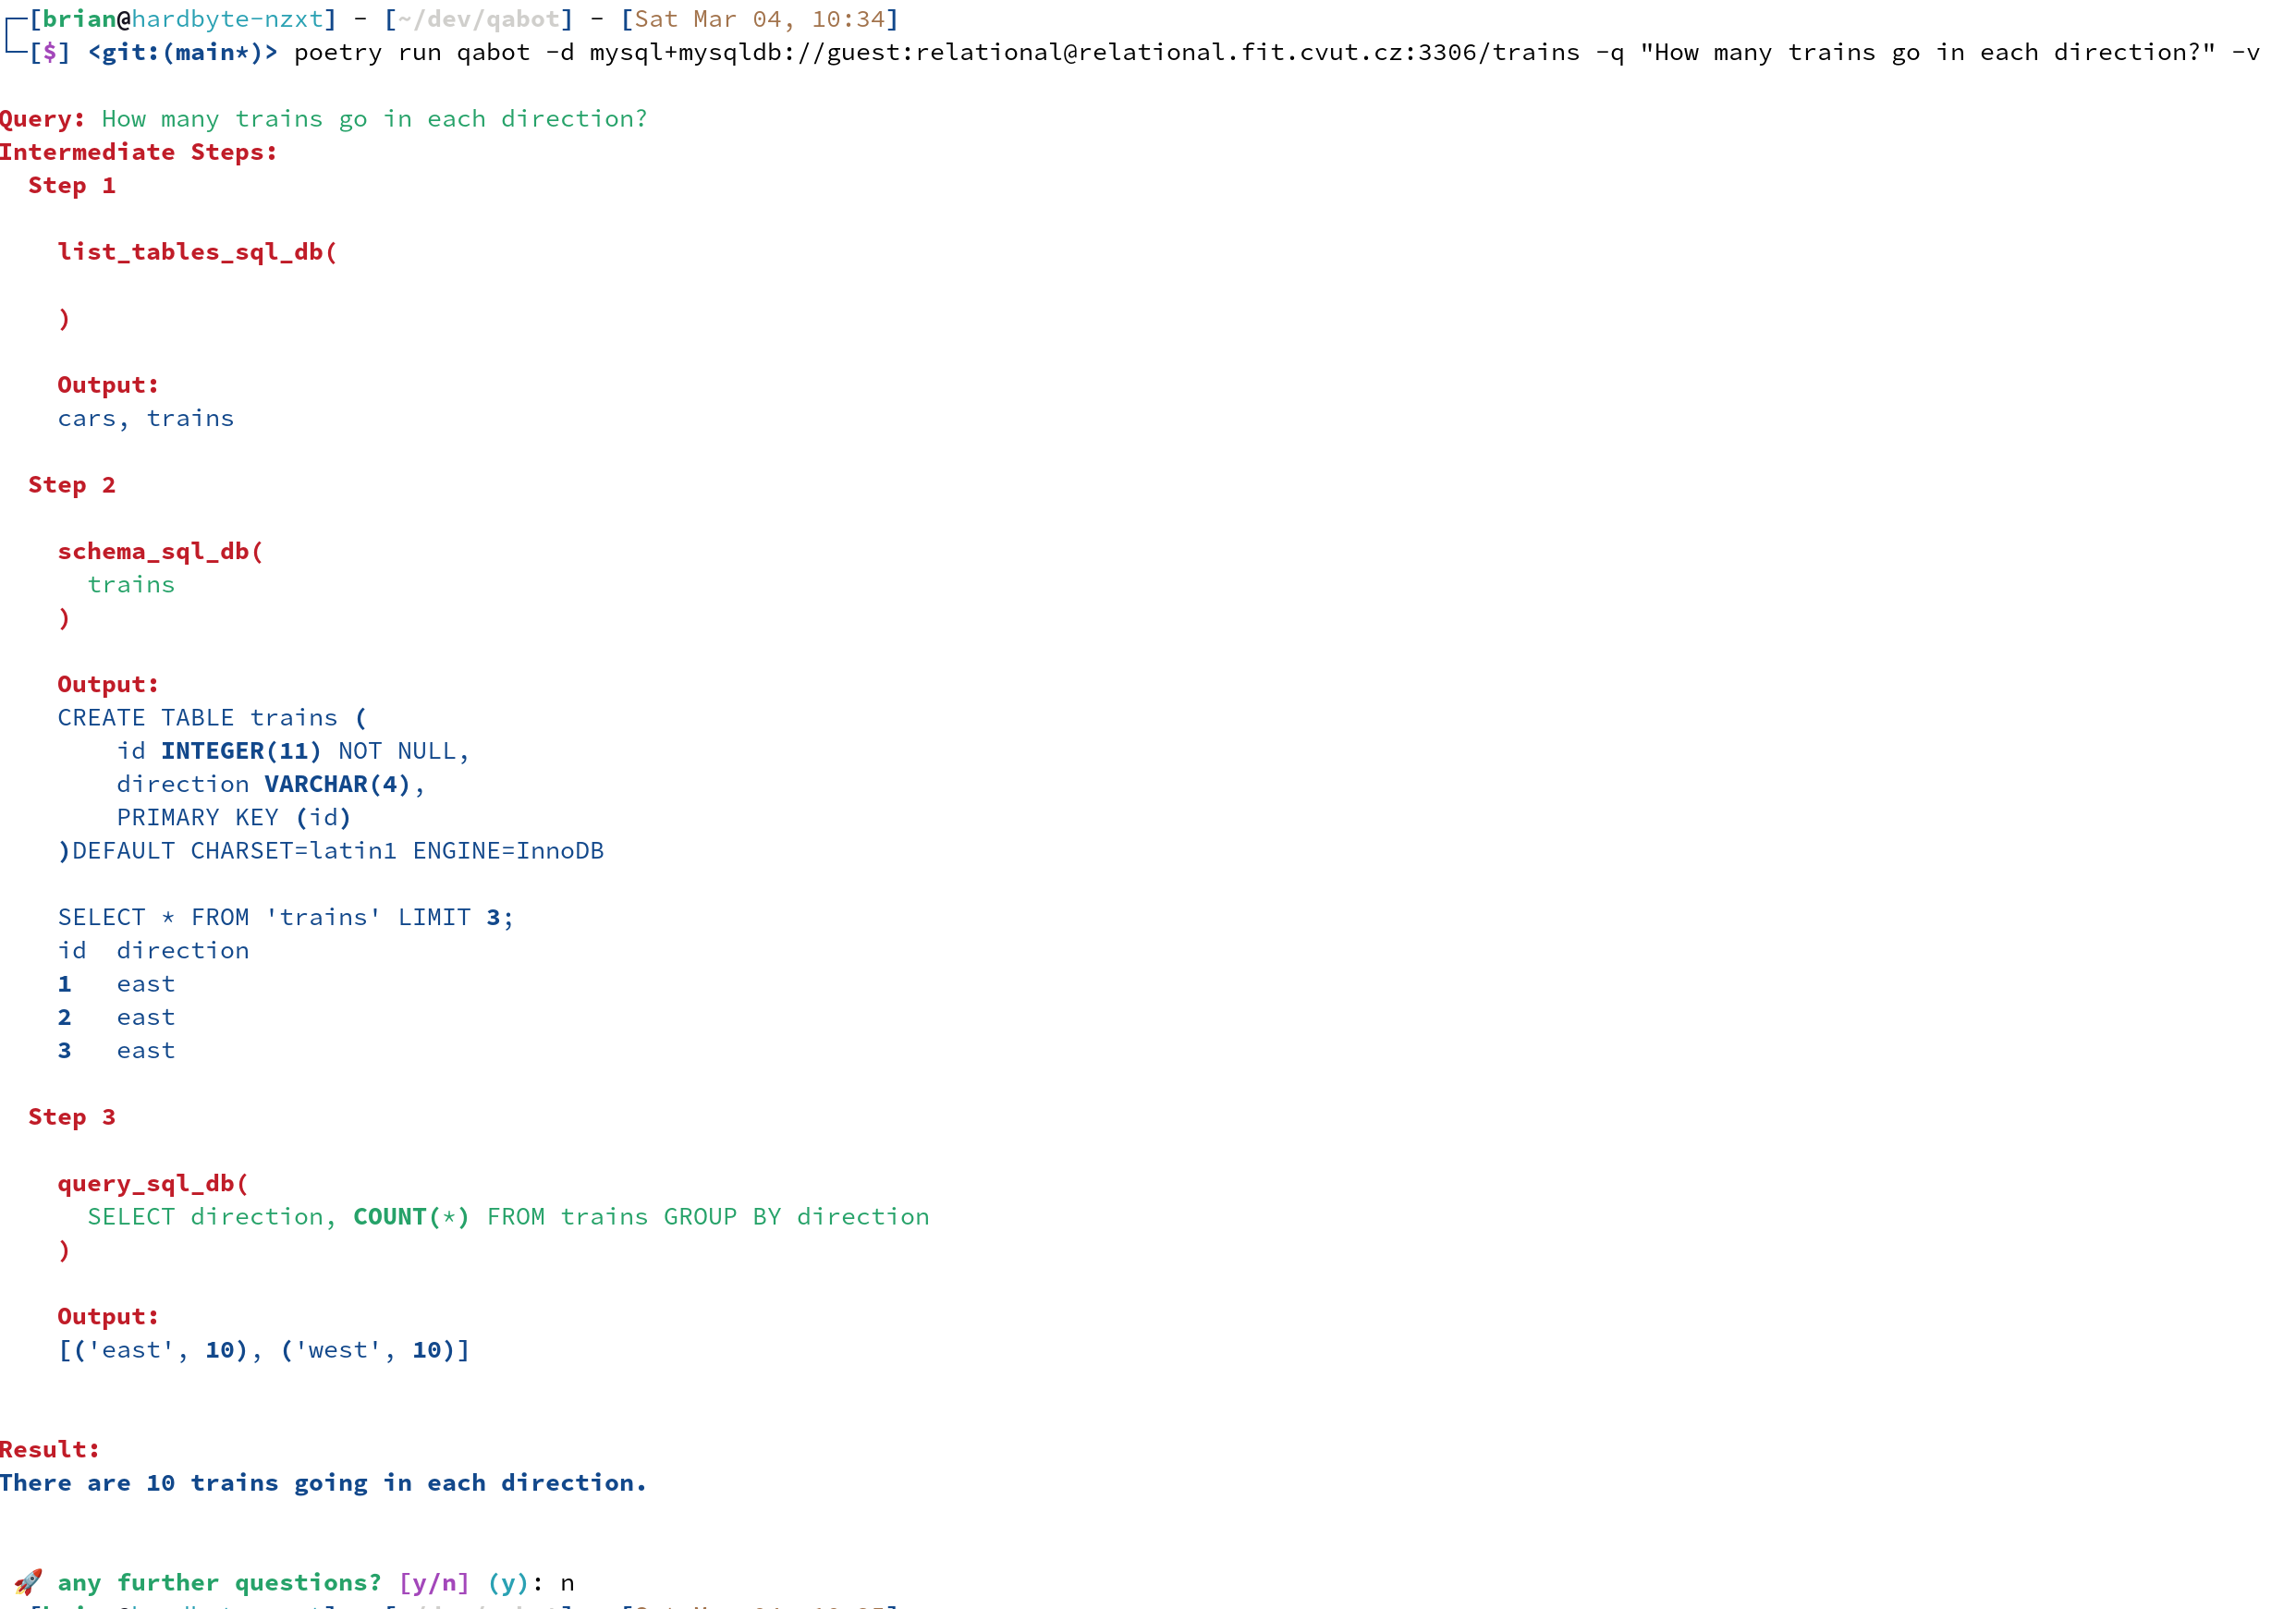 [brian@hardbyte-nzxt] - [~/dev/qabot] - [Sat Mar 04, 10:34]
[$] <git:(main*)> poetry run qabot -d mysql+mysqldb://guest:relational@relational.fit.cvut.cz:3306/trains -q "How many trains go in each direction?" -v
Query: How many trains go in each direction?
Intermediate Steps:
Step 1
list_tables_sql_db(
)
Output:
cars, trains
Step 2
schema_sql_db(
trains
)
Output:
CREATE TABLE trains (
id INTEGER(11) NOT NULL,
direction VARCHAR(4),
PRIMARY KEY (id)
)DEFAULT CHARSET=latin1 ENGINE=InnoDB
SELECT * FROM 'trains' LIMIT 3;
id direction
1 east
2 east
3 east
Step 3
query_sql_db(
SELECT direction, COUNT(*) FROM trains GROUP BY direction
)
Output:
[('east', 10), ('west', 10)]
Result:
There are 10 trains going in each direction.
🚀 any further questions? [y/n] (y): n